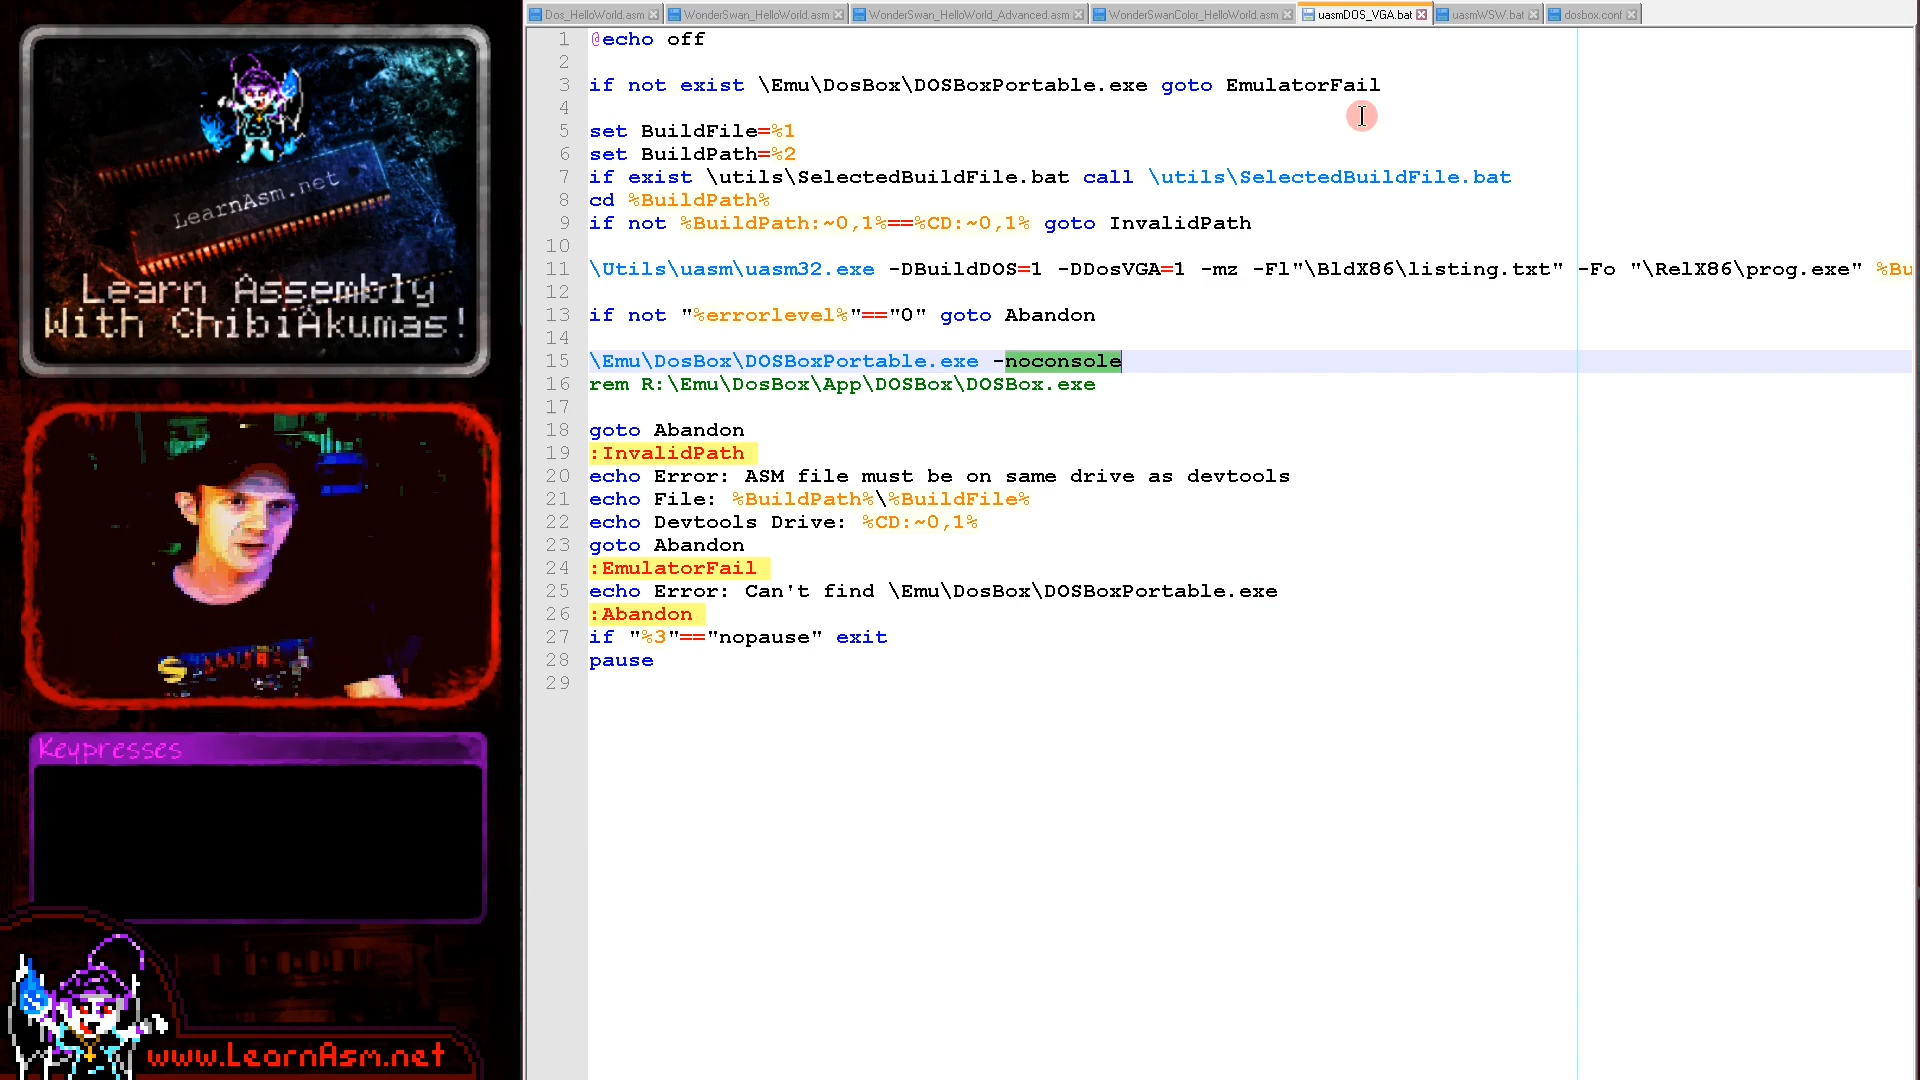 Dos_HelloWorld.asm
WonderSwan_HelloWorld.asm
WonderSwan_HelloWorld_Advanced.asm
WonderSwanColor_HelloWorld.asm
uasmDOS_VGA.bat
uasmWSW.bat
dosbox.conf
LearnAsm.net
Learn Assembly
With ChibiAkumas!
Keypresses
www.LearnAsm.net
1 @echo off
2
3 if not exist \Emu\DosBox\DOSBoxPortable.exe goto EmulatorFail
4
5 set BuildFile=%1
6 set BuildPath=%2
7 if exist \utils\SelectedBuildFile.bat call \utils\SelectedBuildFile.bat
8 cd %BuildPath%
9 if not %BuildPath:~0,1%==%CD:~0,1% goto InvalidPath
10
11 \Utils\uasm\uasm32.exe -DBuildDOS=1 -DDosVGA=1 -mz -Fl"\BldX86\listing.txt" -Fo "\RelX86\prog.exe" %Bu
12
13 if not "%errorlevel%"=="0" goto Abandon
14
15 \Emu\DosBox\DOSBoxPortable.exe -noconsole
16 rem R:\Emu\DosBox\App\DOSBox\DOSBox.exe
17
18 goto Abandon
19 :InvalidPath
20 echo Error: ASM file must be on same drive as devtools
21 echo File: %BuildPath%\%BuildFile%
22 echo Devtools Drive: %CD:~0,1%
23 goto Abandon
24 :EmulatorFail
25 echo Error: Can't find \Emu\DosBox\DOSBoxPortable.exe
26 :Abandon
27 if "%3"=="nopause" exit
28 pause
29